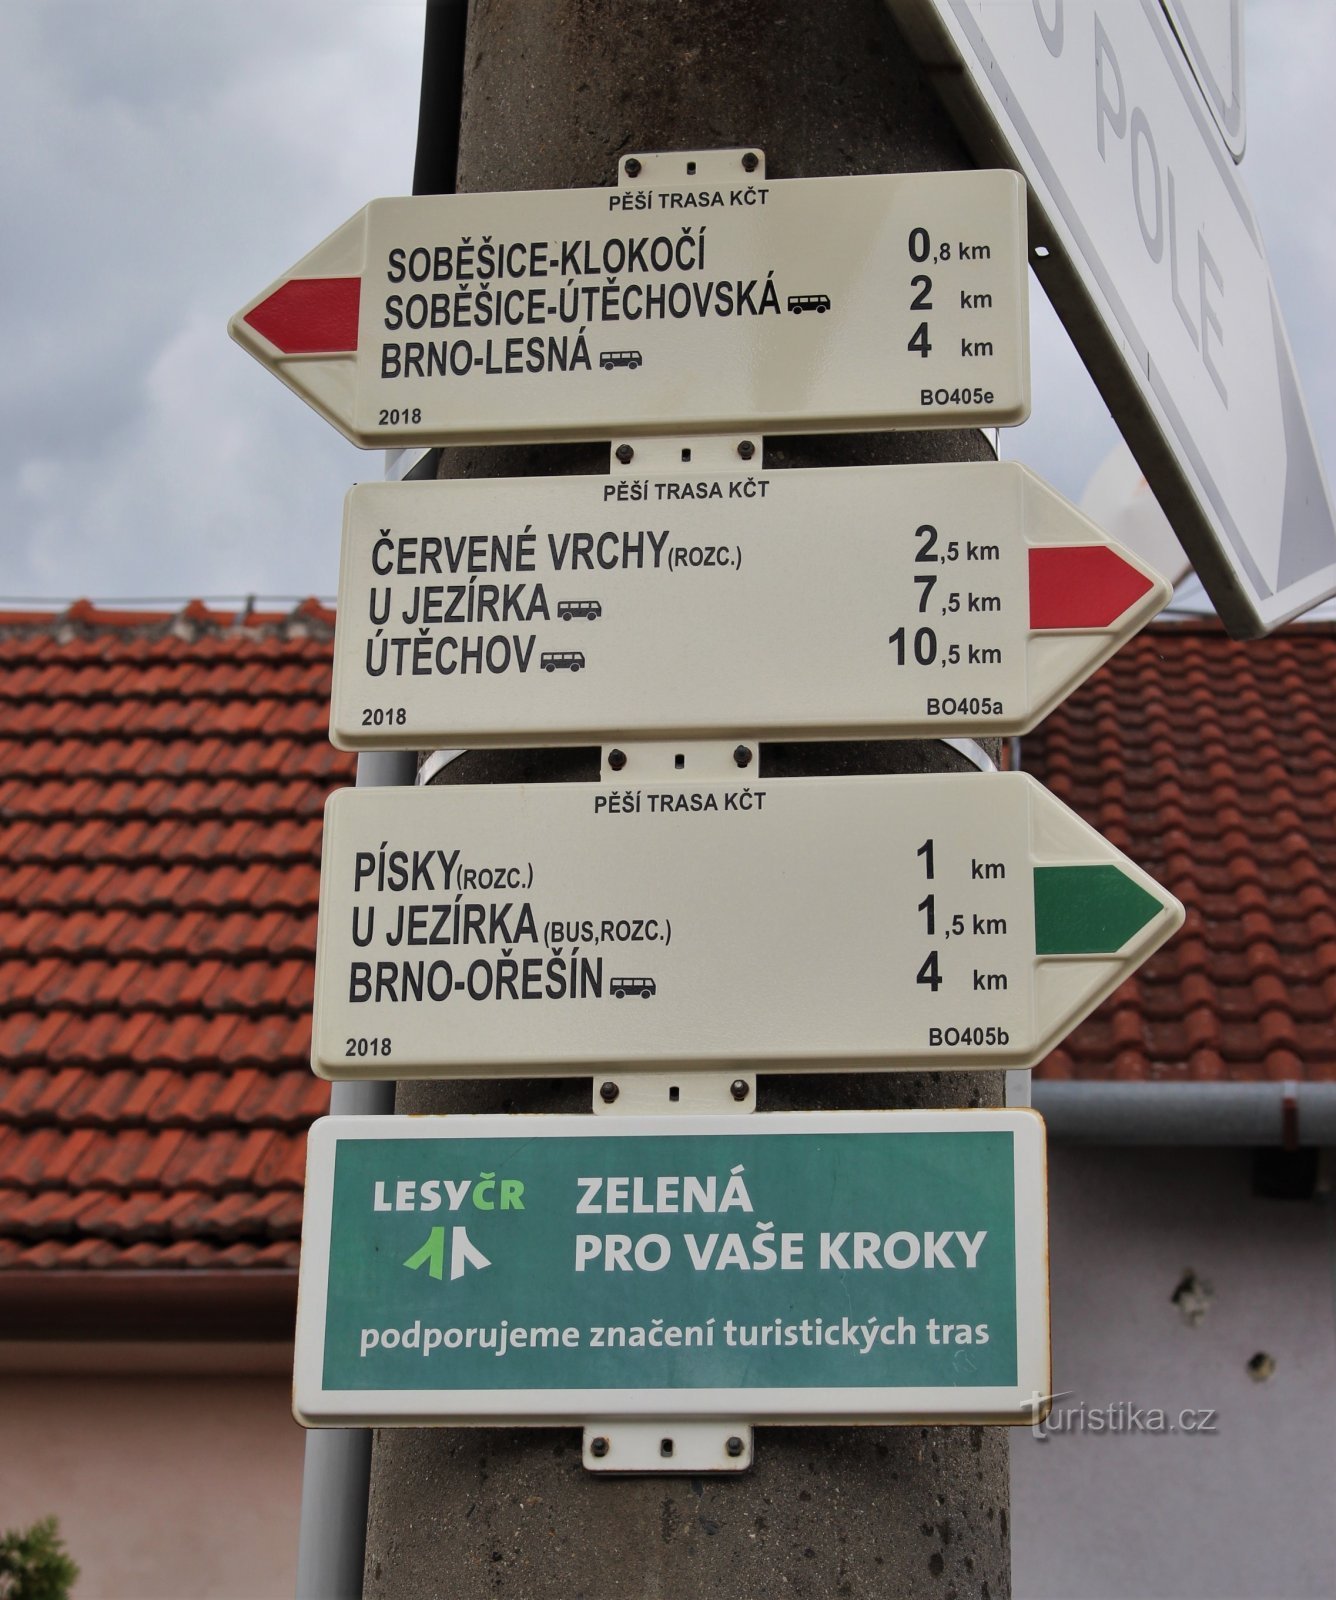 PĚŠÍ TRASA KČT
SOBĚŠICE-KLOKOČÍ 0,8 km
SOBĚŠICE-ÚTĚCHOVSKÁ 2 km
BRNO-LESNÁ 4 km
2018 BO405e
PĚŠÍ TRASA KČT
ČERVENÉ VRCHY(ROZC.) 2,5 km
U JEZÍRKA 7,5 km
ÚTĚCHOV 10,5 km
2018 BO405a
PĚŠÍ TRASA KČT
PÍSKY(ROZC.) 1 km
U JEZÍRKA (BUS,ROZC.) 1,5 km
BRNO-OŘEŠÍN 4 km
2018 BO405b
LESY ČR
ZELENÁ
PRO VAŠE KROKY
podporujeme značení turistických tras
POLE
Turistika.cz